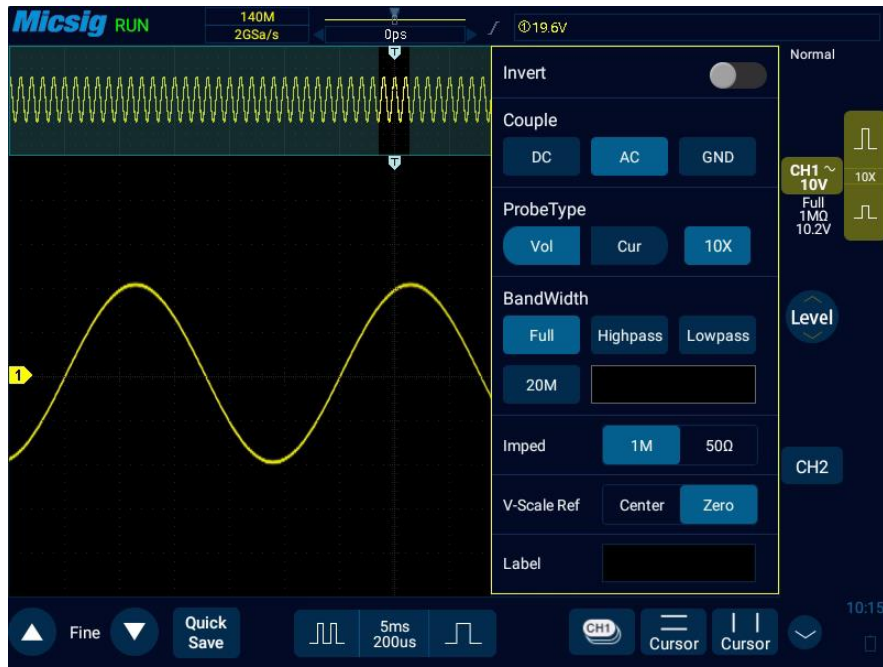 Micsig RUN
140M
2GSa/s
0ps
①19.6V
T
T
Invert
Couple
DC AC GND
ProbeType
Vol Cur 10X
BandWidth
Full Highpass Lowpass
20M
Imped 1M 50Ω
V-Scale Ref Center Zero
Label
Normal
CH1 ~
10V
10X
Full
1MΩ
10.2V
Level
CH2
1
Fine
Quick
Save
5ms
200us
CH1
Cursor
Cursor
10:15